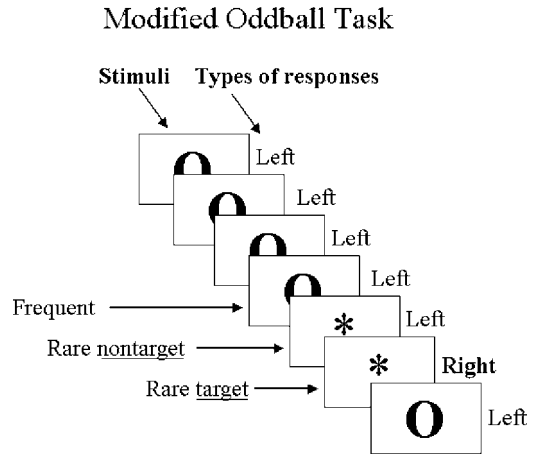 Modified Oddball Task
Stimuli Types of responses
O Left
O Left
O Left
Frequent O Left
Rare nontarget * Left
Rare target * Right
O Left